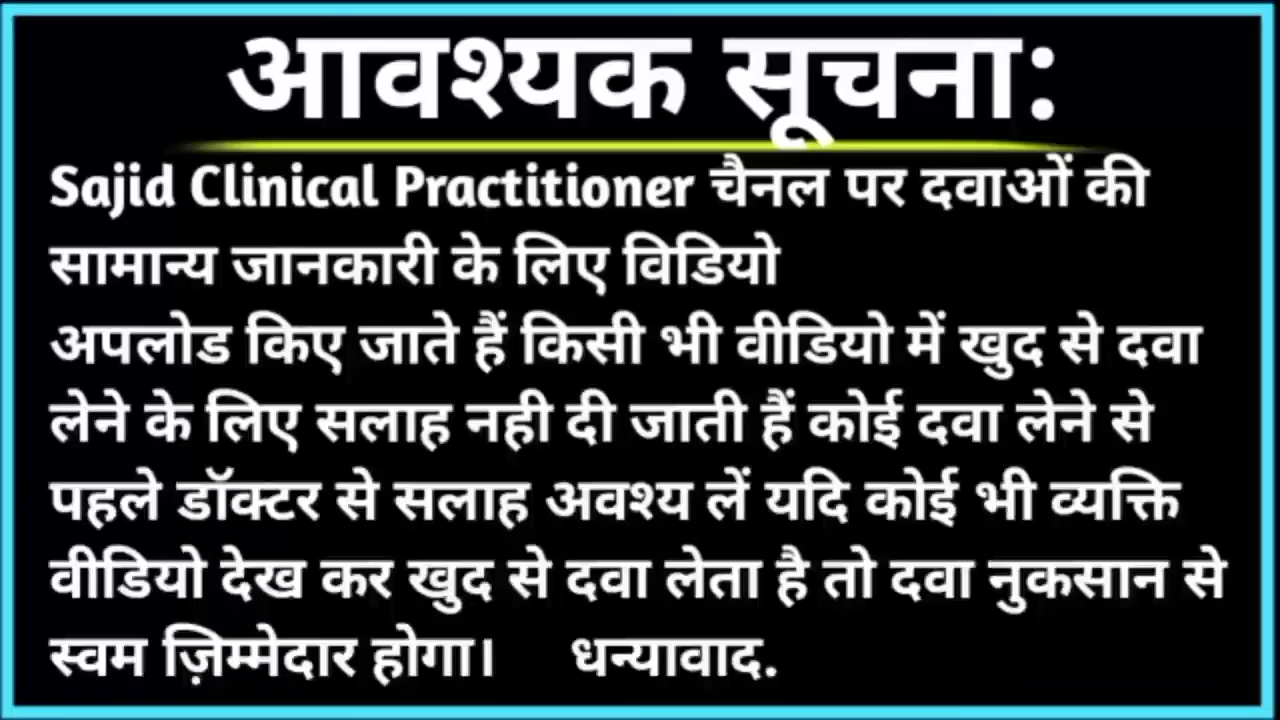 आवश्यक सूचना:
Sajid Clinical Practitioner चैनल पर दवाओं की
सामान्य जानकारी के लिए विडियो
अपलोड किए जाते हैं किसी भी वीडियो में खुद से दवा
लेने के लिए सलाह नही दी जाती हैं कोई दवा लेने से
पहले डॉक्टर से सलाह अवश्य लें यदि कोई भी व्यक्ति
वीडियो देख कर खुद से दवा लेता है तो दवा नुकसान से
स्वम ज़िम्मेदार होगा। धन्यावाद.